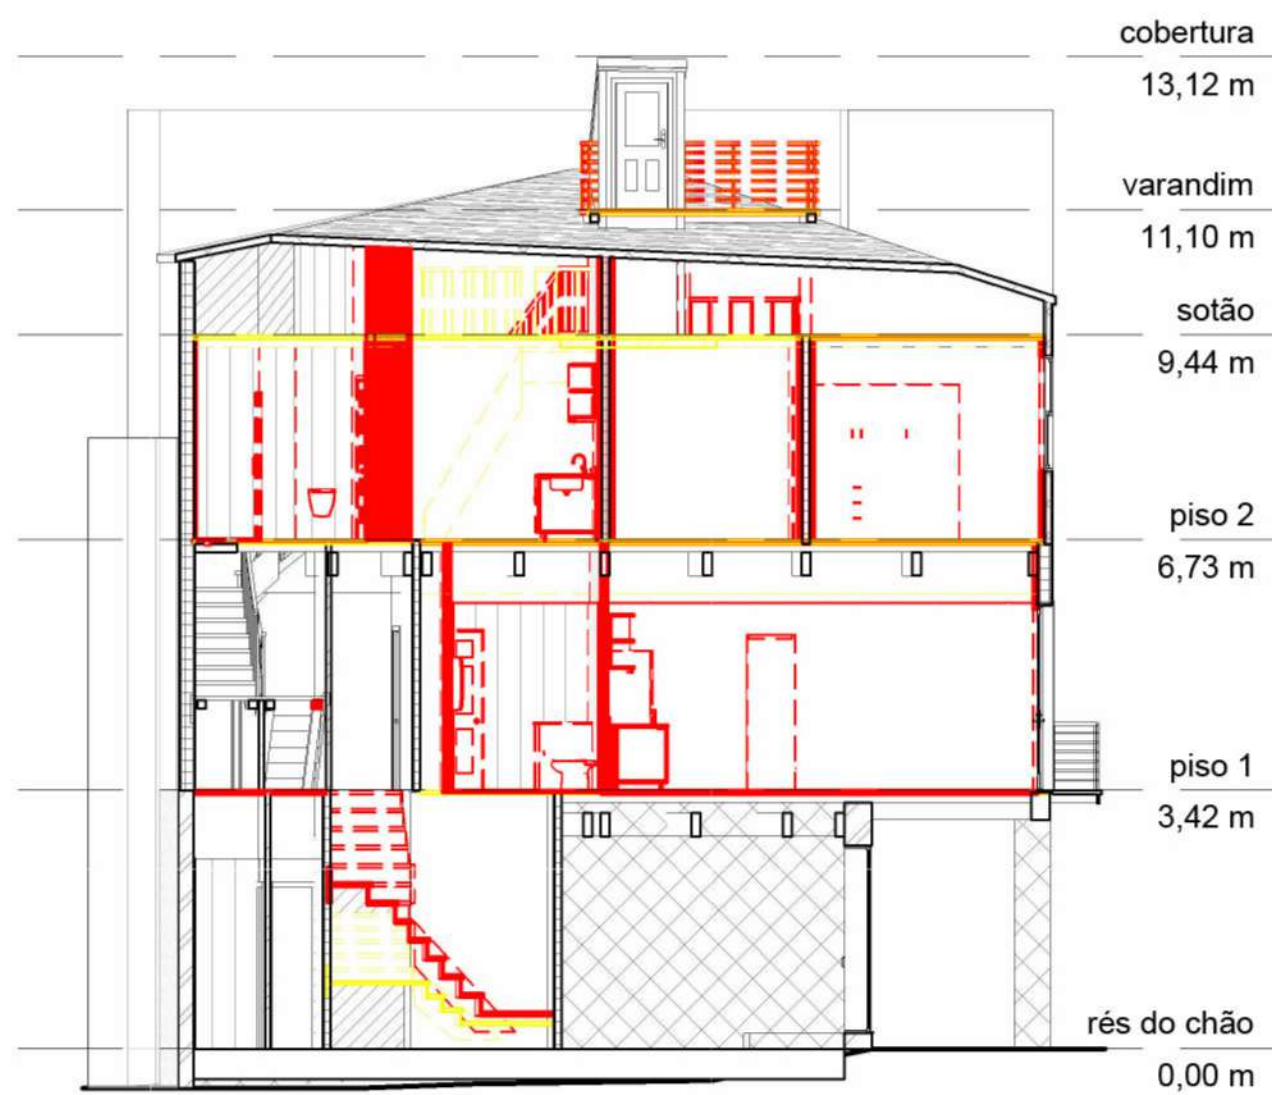 cobertura
13,12 m
varandim
11,10 m
sotão
9,44 m
piso 2
6,73 m
piso 1
3,42 m
rés do chão
0,00 m